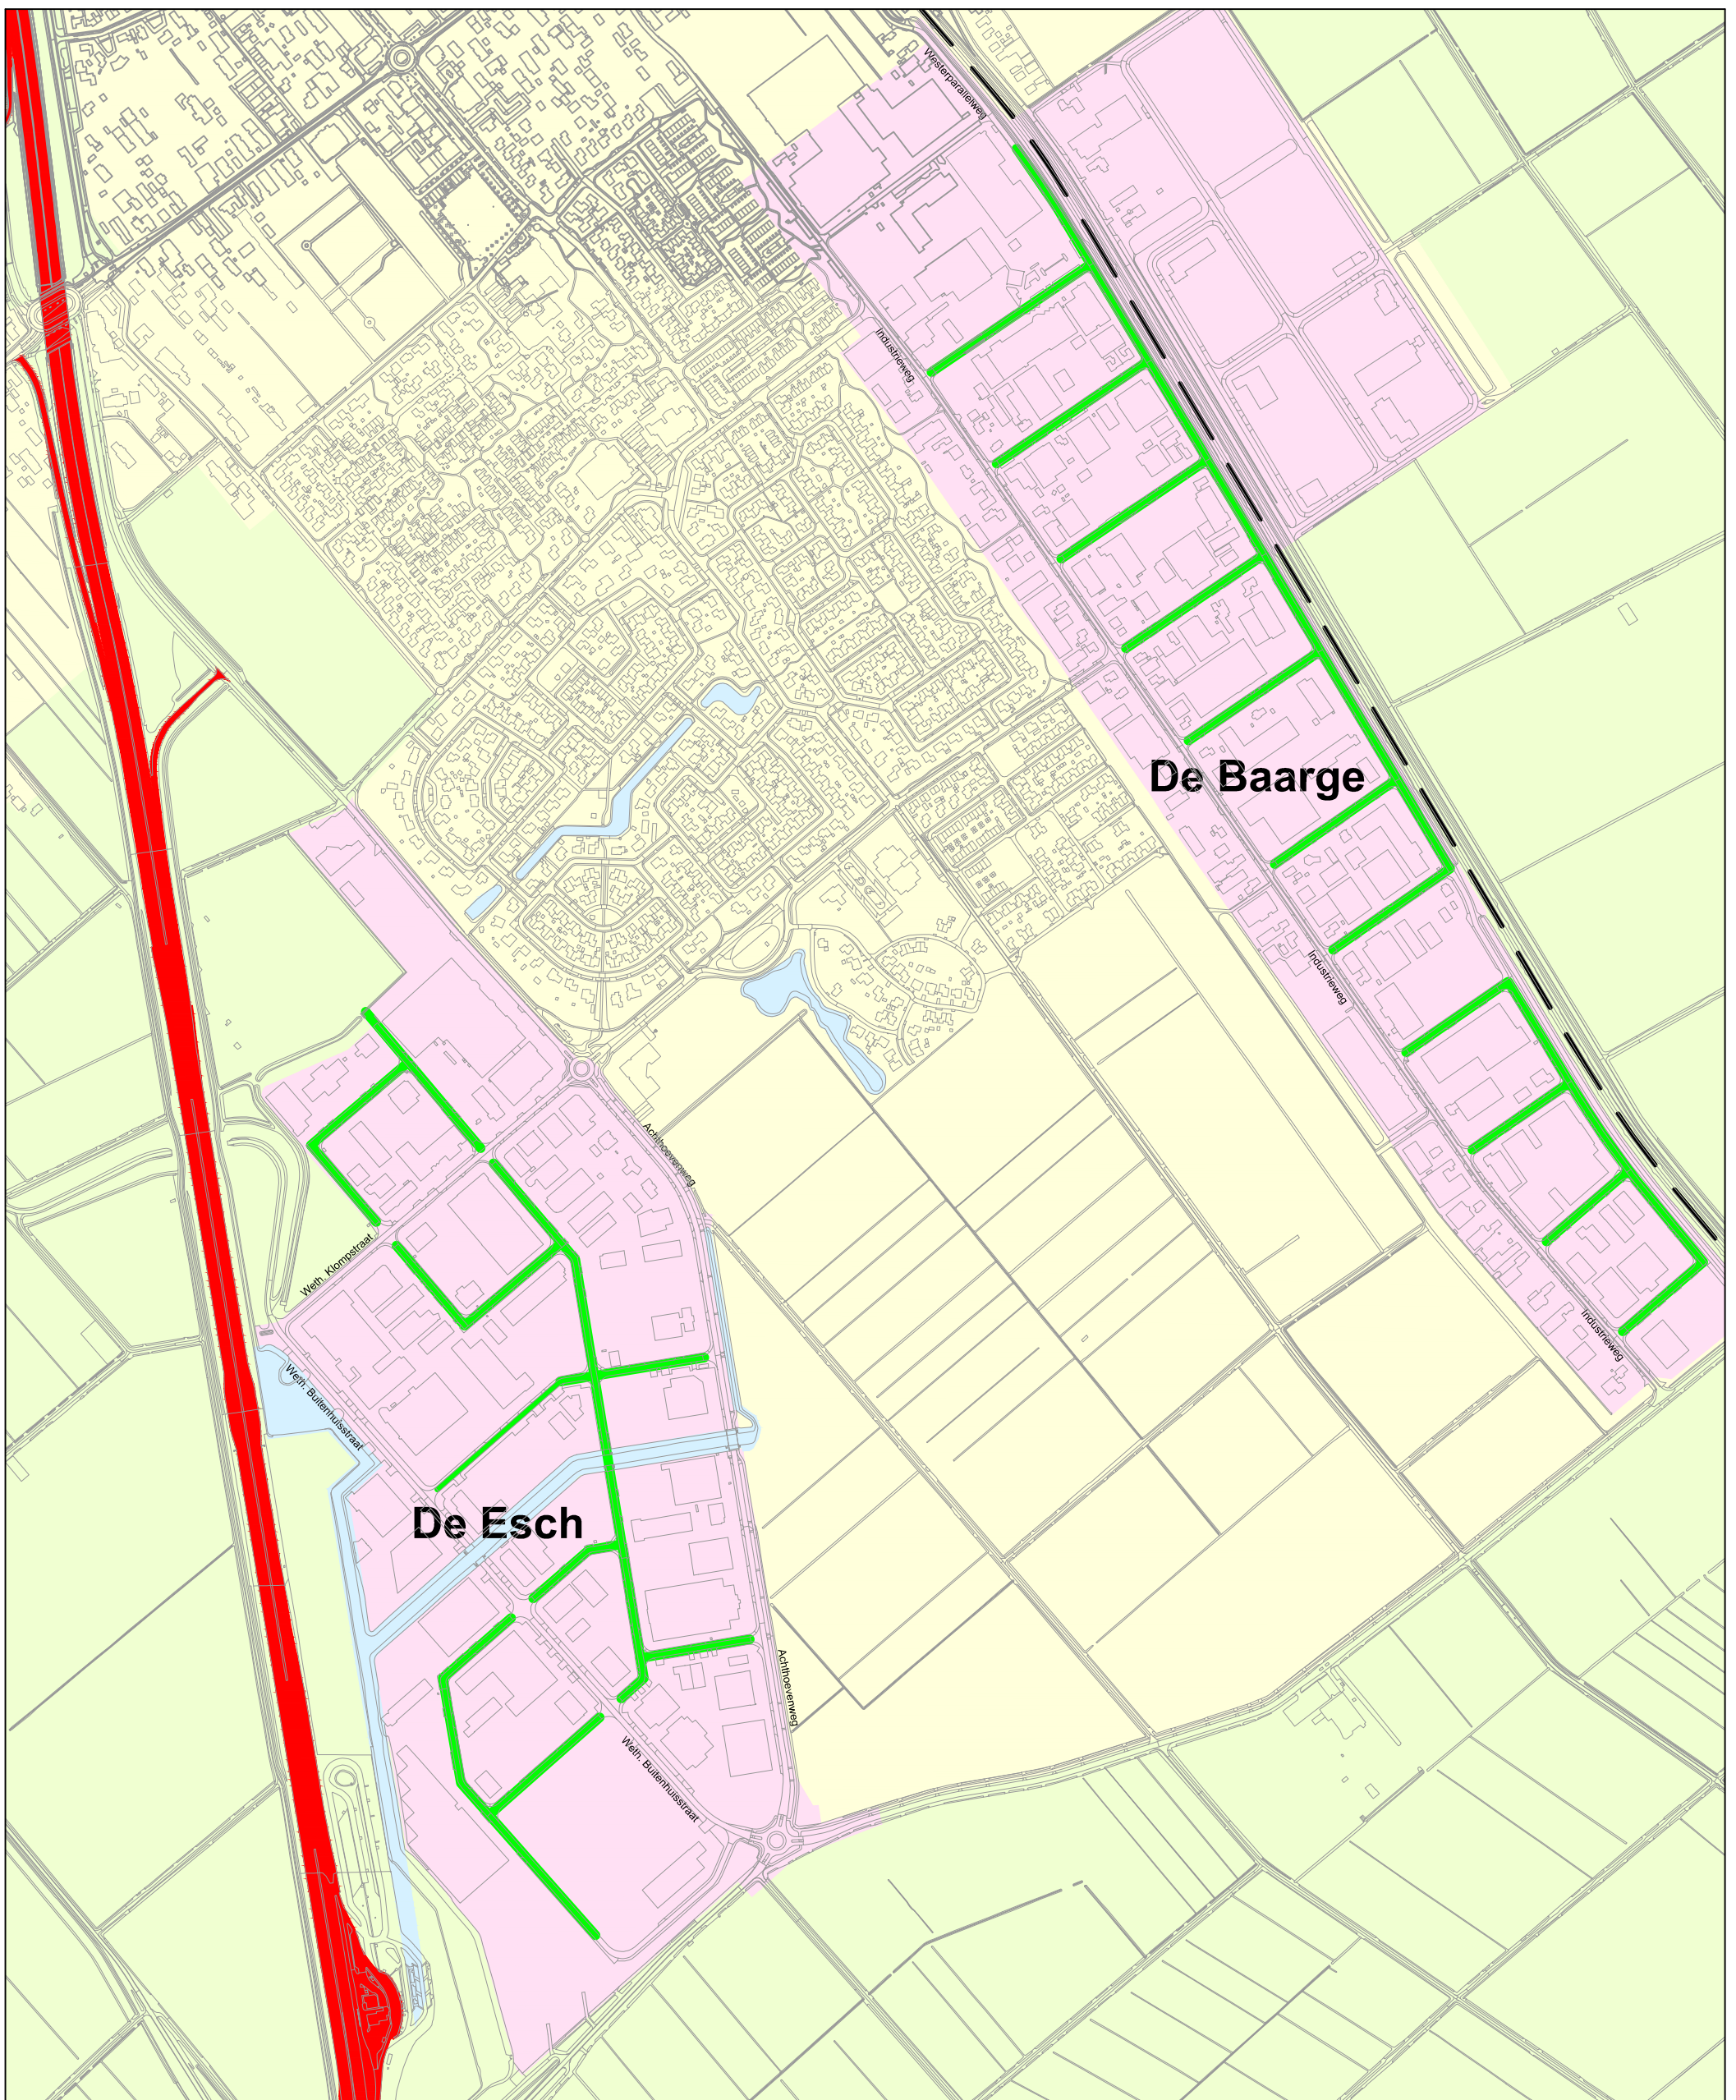 Westerparallelweg
Industrieweg
De Baarge
Industrieweg
Achthoevenweg
Weth. Klompstraat
Industrieweg
Weth. Buitenhuisstraat
De Esch
Achthoevenweg
Weth. Buitenhuisstraat